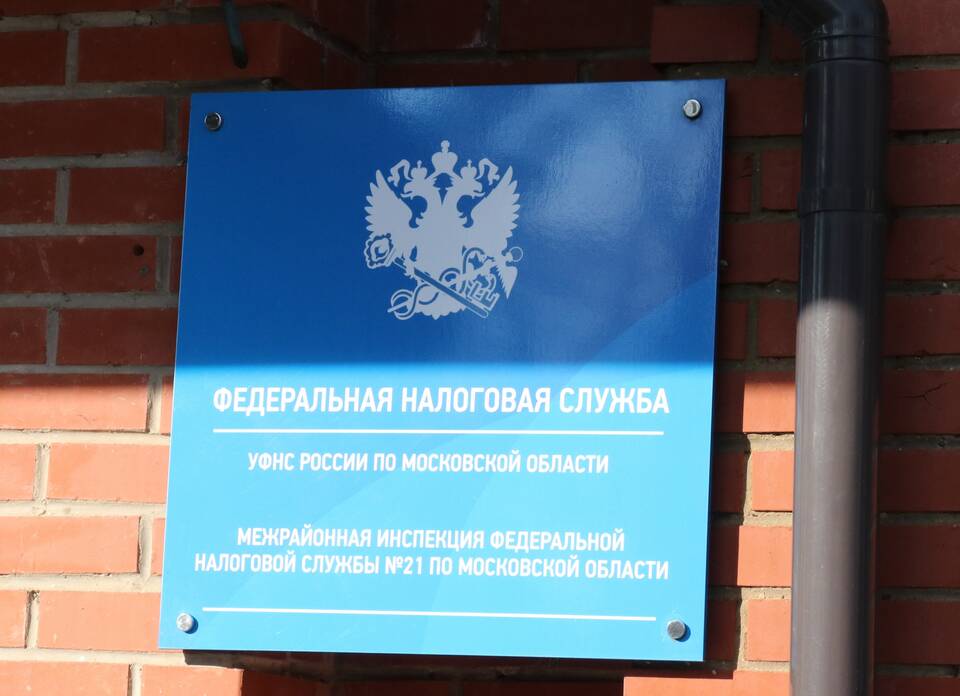 ФЕДЕРАЛЬНАЯ НАЛОГОВАЯ СЛУЖБА
УФНС РОССИИ ПО МОСКОВСКОЙ ОБЛАСТИ
МЕЖРАЙОННАЯ ИНСПЕКЦИЯ ФЕДЕРАЛЬНОЙ
НАЛОГОВОЙ СЛУЖБЫ №21 ПО МОСКОВСКОЙ ОБЛАСТИ